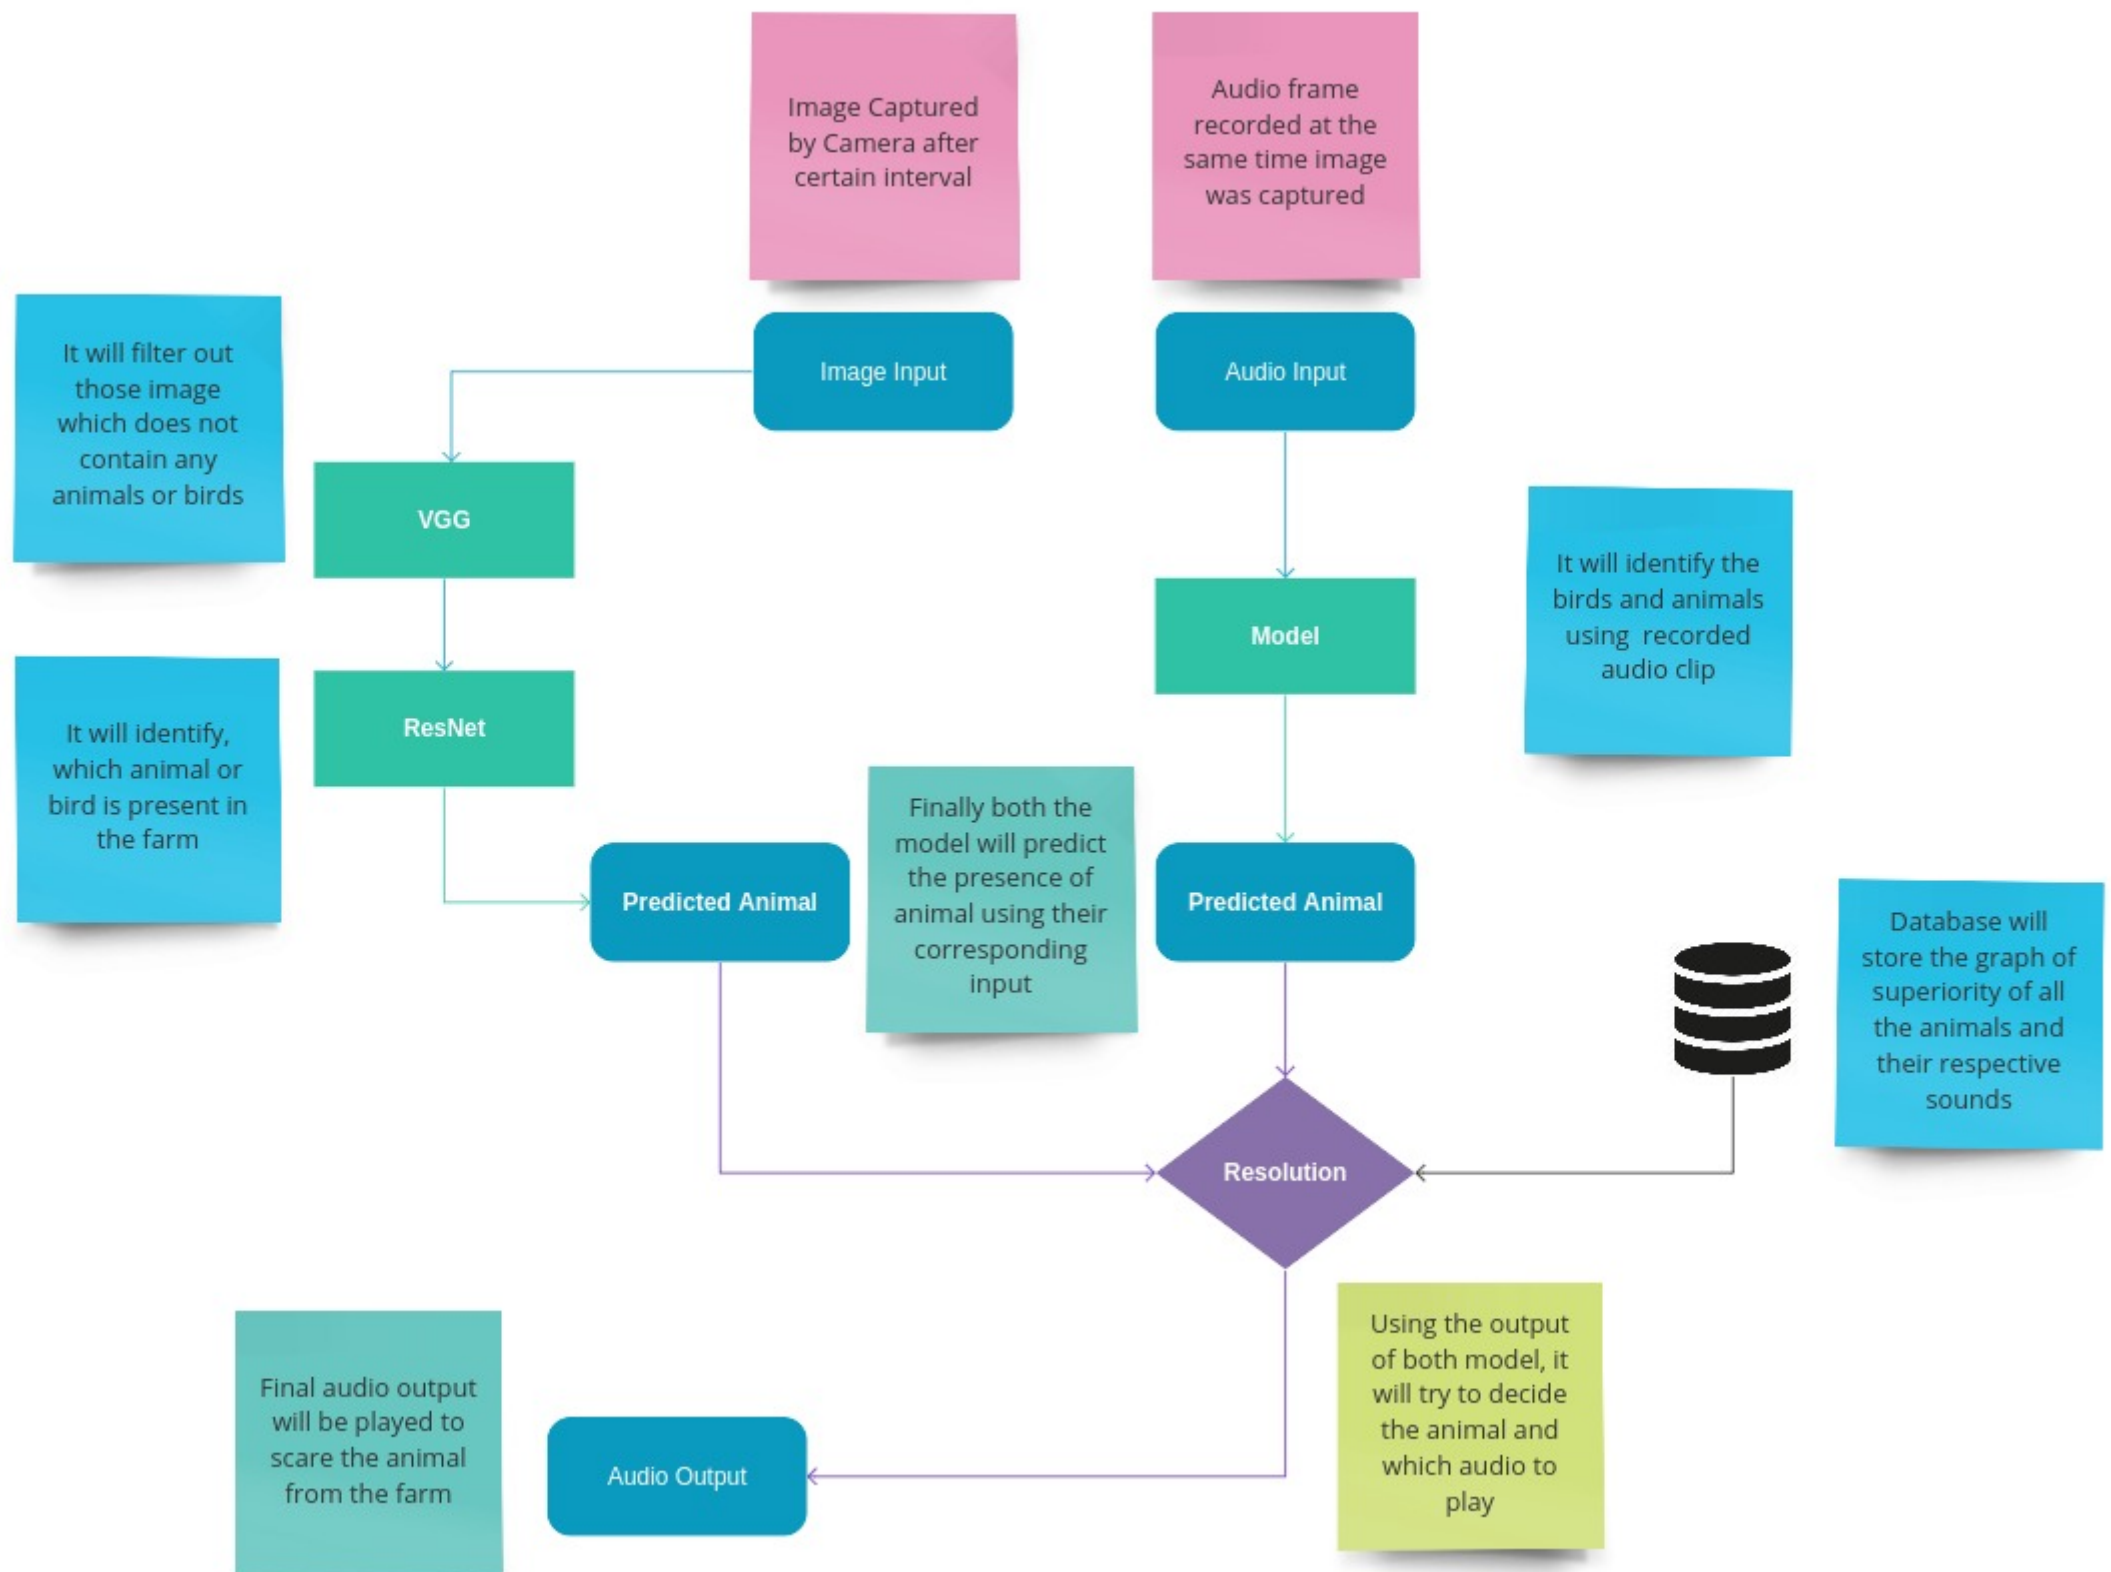 Image Captured
by Camera after
certain interval
Audio frame
recorded at the
same time image
was captured
Image Input
Audio Input
It will filter out
those image
which does not
contain any
animals or birds
VGG
It will identify the
birds and animals
using recorded
audio clip
Model
It will identify,
which animal or
bird is present in
the farm
ResNet
Predicted Animal
Finally both the
model will predict
the presence of
animal using their
corresponding
input
Predicted Animal
Database will
store the graph of
superiority of all
the animals and
their respective
sounds
Resolution
Using the output
of both model, it
will try to decide
the animal and
which audio to
play
Final audio output
will be played to
scare the animal
from the farm
Audio Output